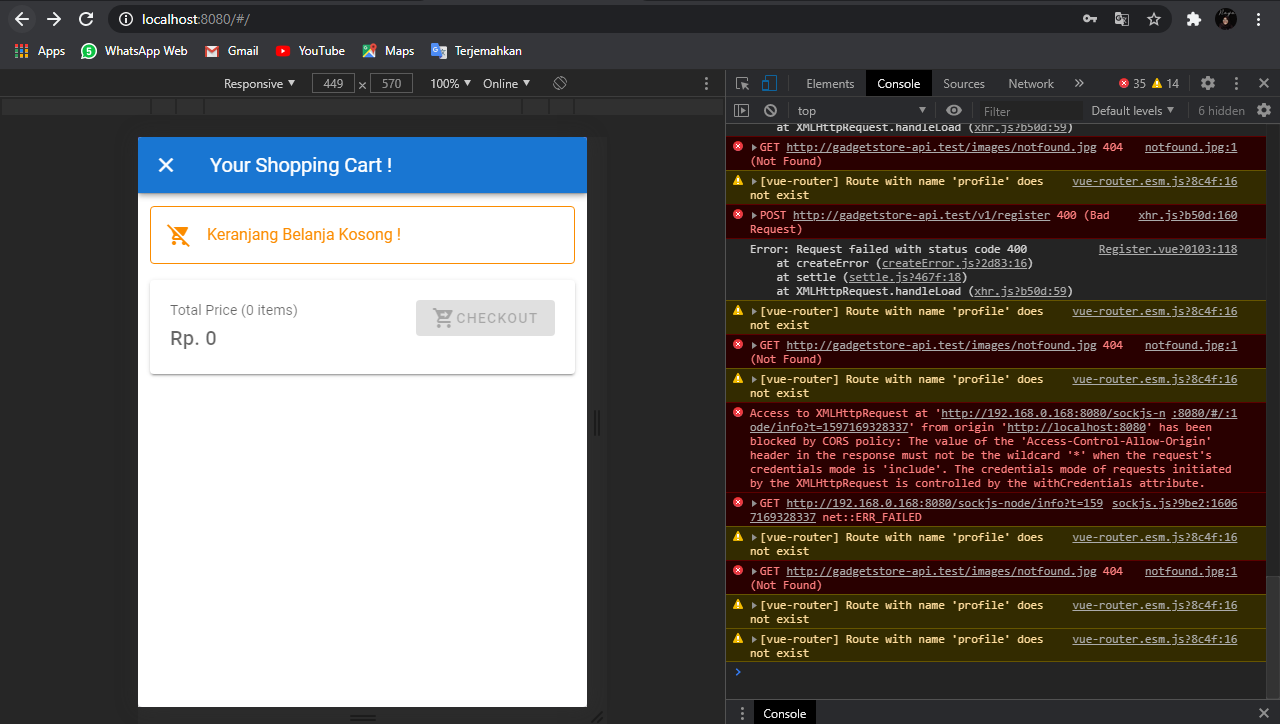 localhost:8080/#/
Apps WhatsApp Web Gmail YouTube Maps Terjemahkan
Responsive ▼ 449 x 570 100% ▼ Online ▼
Elements Console Sources Network » 35 14
top ▼ Filter Default levels ▼ 6 hidden
Your Shopping Cart !
Keranjang Belanja Kosong !
Total Price (0 items)
Rp. 0
CHECKOUT
at XMLHttpRequest.handleLoad (xhr.js?b50d:59)
GET http://gadgetstore-api.test/images/notfound.jpg 404 notfound.jpg:1
(Not Found)
[vue-router] Route with name 'profile' does vue-router.esm.js?8c4f:16
not exist
POST http://gadgetstore-api.test/v1/register 400 (Bad xhr.js?b50d:160
Request)
Error: Request failed with status code 400 Register.vue?0103:118
at createError (createError.js?2d83:16)
at settle (settle.js?467f:18)
at XMLHttpRequest.handleLoad (xhr.js?b50d:59)
[vue-router] Route with name 'profile' does vue-router.esm.js?8c4f:16
not exist
GET http://gadgetstore-api.test/images/notfound.jpg 404 notfound.jpg:1
(Not Found)
[vue-router] Route with name 'profile' does vue-router.esm.js?8c4f:16
not exist
Access to XMLHttpRequest at 'http://192.168.0.168:8080/sockjs-n :8080/#/:1
ode/info?t=1597169328337' from origin 'http://localhost:8080' has been
blocked by CORS policy: The value of the 'Access-Control-Allow-Origin'
header in the response must not be the wildcard '*' when the request's
credentials mode is 'include'. The credentials mode of requests initiated
by the XMLHttpRequest is controlled by the withCredentials attribute.
GET http://192.168.0.168:8080/sockjs-node/info?t=159 sockjs.js?9be2:1606
7169328337 net::ERR_FAILED
[vue-router] Route with name 'profile' does vue-router.esm.js?8c4f:16
not exist
GET http://gadgetstore-api.test/images/notfound.jpg 404 notfound.jpg:1
(Not Found)
[vue-router] Route with name 'profile' does vue-router.esm.js?8c4f:16
not exist
[vue-router] Route with name 'profile' does vue-router.esm.js?8c4f:16
not exist
Console